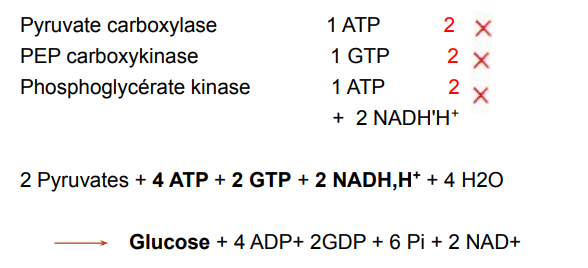 Pyruvate carboxylase 1 ATP 2 ×
PEP carboxykinase 1 GTP 2 ×
Phosphoglycérate kinase 1 ATP 2 ×
+ 2 NADH'H⁺
2 Pyruvates + 4 ATP + 2 GTP + 2 NADH,H⁺ + 4 H2O
→ Glucose + 4 ADP+ 2GDP + 6 Pi + 2 NAD+